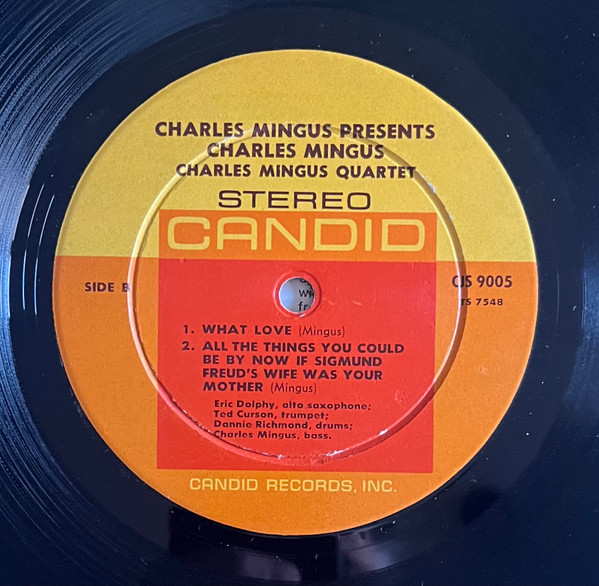 CHARLES MINGUS PRESENTS
CHARLES MINGUS
CHARLES MINGUS QUARTET
STEREO
CANDID
SIDE B
CJS 9005
TS 7548
1. WHAT LOVE (Mingus)
2. ALL THE THINGS YOU COULD
BE BY NOW IF SIGMUND
FREUD'S WIFE WAS YOUR
MOTHER (Mingus)
Eric Dolphy, alto saxophone;
Ted Curson, trumpet;
Dannie Richmond, drums;
Charles Mingus, bass.
CANDID RECORDS, INC.